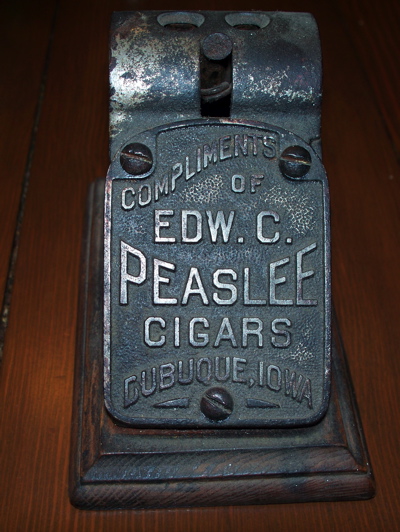 COMPLIMENTS
OF
EDW. C.
PEASLEE
CIGARS
DUBUQUE, IOWA